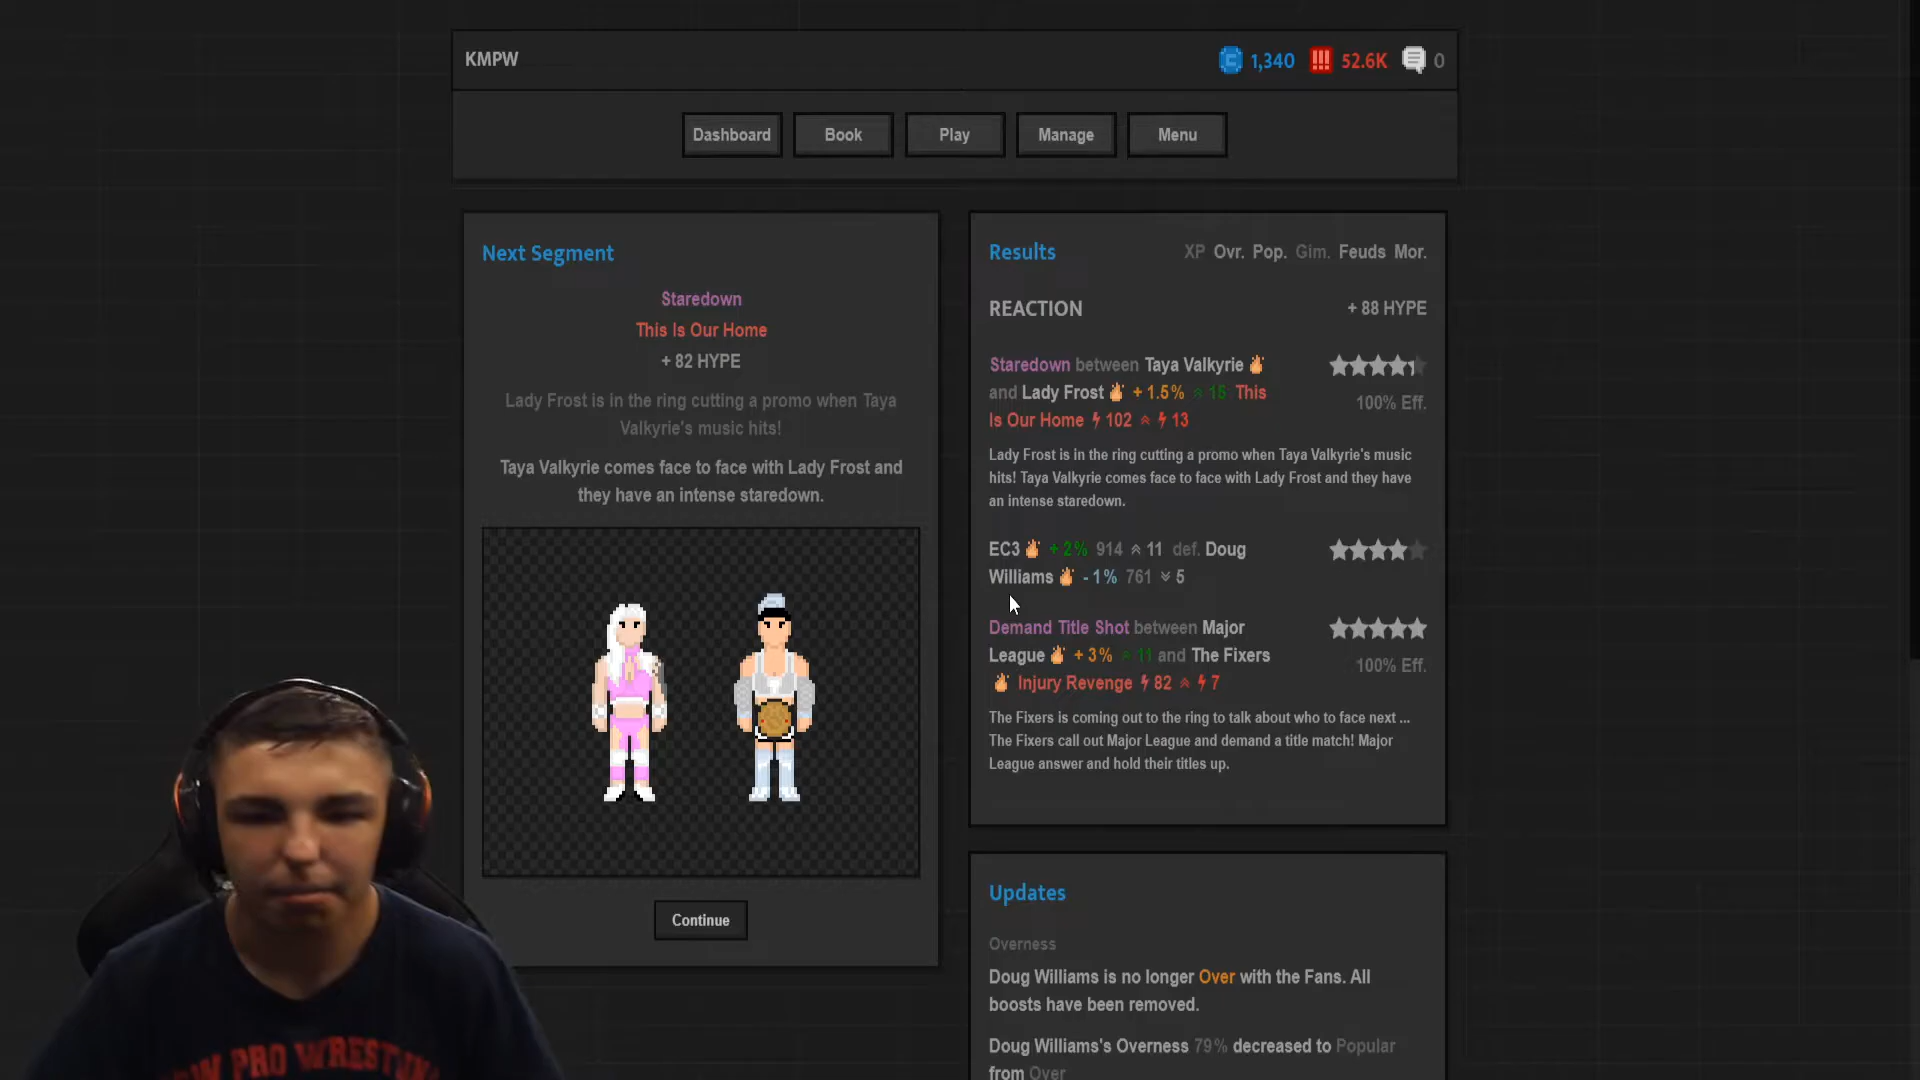 KMPW
1,340 52.6K 0
Dashboard Book Play Manage Menu
Next Segment
Staredown
This Is Our Home
+ 82 HYPE
Lady Frost is in the ring cutting a promo when Taya
Valkyrie's music hits!
Taya Valkyrie comes face to face with Lady Frost and
they have an intense staredown.
Continue
Results XP Ovr. Pop. Gim. Feuds Mor.
REACTION + 88 HYPE
Staredown between Taya Valkyrie
and Lady Frost + 1.5% 15 This
Is Our Home 102 13
100% Eff.
Lady Frost is in the ring cutting a promo when Taya Valkyrie's music
hits! Taya Valkyrie comes face to face with Lady Frost and they have
an intense staredown.
EC3 + 2% 914 11 def. Doug
Williams - 1% 761 5
Demand Title Shot between Major
League + 3% 11 and The Fixers
Injury Revenge 82 7
100% Eff.
The Fixers is coming out to the ring to talk about who to face next ...
The Fixers call out Major League and demand a title match! Major
League answer and hold their titles up.
Updates
Overness
Doug Williams is no longer Over with the Fans. All
boosts have been removed.
Doug Williams's Overness 79% decreased to Popular
from Over
PRO WRESTLING